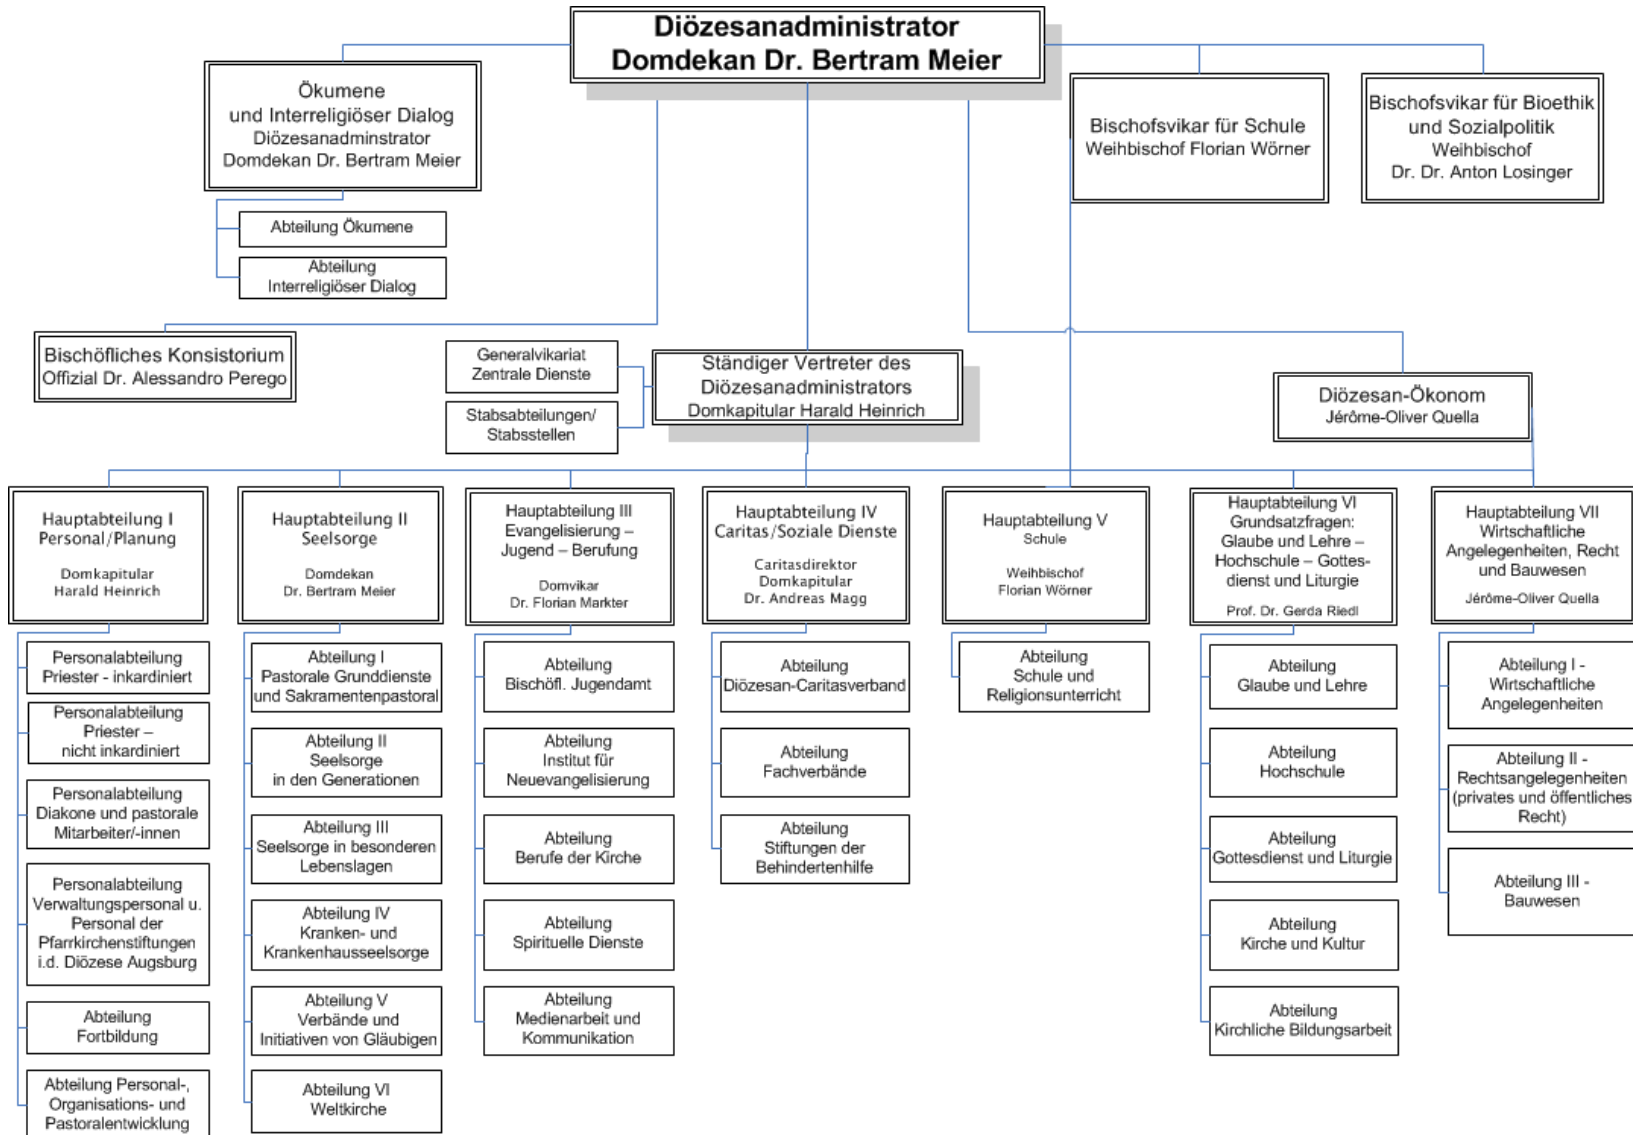 Diözesanadministrator
Domdekan Dr. Bertram Meier
Ökumene
und Interreligiöser Dialog
Diözesanadminstrator
Domdekan Dr. Bertram Meier
Bischofsvikar für Schule
Weihbischof Florian Wörner
Bischofsvikar für Bioethik
und Sozialpolitik
Weihbischof
Dr. Dr. Anton Losinger
Abteilung Ökumene
Abteilung
Interreligiöser Dialog
Bischöfliches Konsistorium
Offizial Dr. Alessandro Perego
Generalvikariat
Zentrale Dienste
Stabsabteilungen/
Stabsstellen
Ständiger Vertreter des
Diözesanadministrators
Domkapitular Harald Heinrich
Diözesan-Ökonom
Jérôme-Oliver Quella
Hauptabteilung I
Personal/Planung
Domkapitular
Harald Heinrich
Personalabteilung
Priester - inkardiniert
Personalabteilung
Priester –
nicht inkardiniert
Personalabteilung
Diakone und pastorale
Mitarbeiter/-innen
Personalabteilung
Verwaltungspersonal u.
Personal der
Pfarrkirchenstiftungen
i.d. Diözese Augsburg
Abteilung
Fortbildung
Abteilung Personal-,
Organisations- und
Pastoralentwicklung
Hauptabteilung II
Seelsorge
Domdekan
Dr. Bertram Meier
Abteilung I
Pastorale Grunddienste
und Sakramentenpastoral
Abteilung II
Seelsorge
in den Generationen
Abteilung III
Seelsorge in besonderen
Lebenslagen
Abteilung IV
Kranken- und
Krankenhausseelsorge
Abteilung V
Verbände und
Initiativen von Gläubigen
Abteilung VI
Weltkirche
Hauptabteilung III
Evangelisierung –
Jugend – Berufung
Domvikar
Dr. Florian Markter
Abteilung
Bischöfl. Jugendamt
Abteilung
Institut für
Neuevangelisierung
Abteilung
Berufe der Kirche
Abteilung
Spirituelle Dienste
Abteilung
Medienarbeit und
Kommunikation
Hauptabteilung IV
Caritas/Soziale Dienste
Caritasdirektor
Domkapitular
Dr. Andreas Magg
Abteilung
Diözesan-Caritasverband
Abteilung
Fachverbände
Abteilung
Stiftungen der
Behindertenhilfe
Hauptabteilung V
Schule
Weihbischof
Florian Wörner
Abteilung
Schule und
Religionsunterricht
Hauptabteilung VI
Grundsatzfragen:
Glaube und Lehre –
Hochschule – Gottes-
dienst und Liturgie
Prof. Dr. Gerda Riedl
Abteilung
Glaube und Lehre
Abteilung
Hochschule
Abteilung
Gottesdienst und Liturgie
Abteilung
Kirche und Kultur
Abteilung
Kirchliche Bildungsarbeit
Hauptabteilung VII
Wirtschaftliche
Angelegenheiten, Recht
und Bauwesen
Jérôme-Oliver Quella
Abteilung I -
Wirtschaftliche
Angelegenheiten
Abteilung II -
Rechtsangelegenheiten
(privates und öffentliches
Recht)
Abteilung III -
Bauwesen